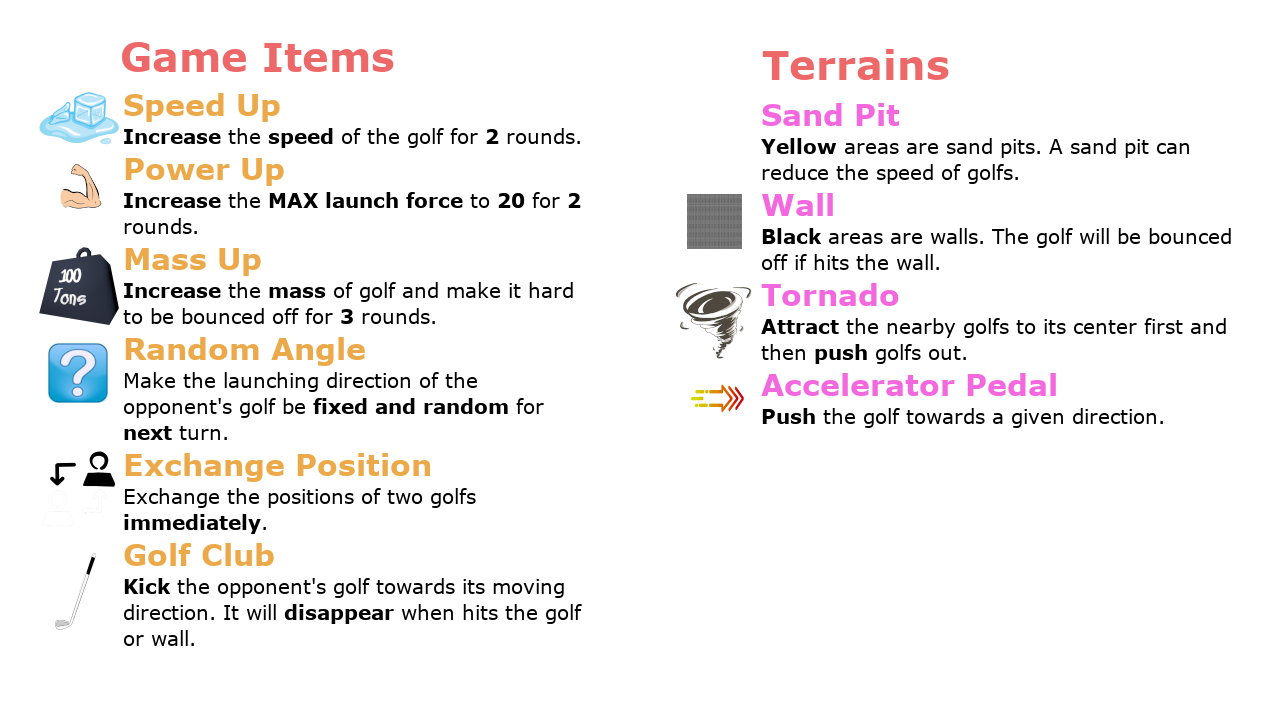 Game Items
Speed Up
Increase the speed of the golf for 2 rounds.
Power Up
Increase the MAX launch force to 20 for 2
rounds.
100
Tons
Mass Up
Increase the mass of golf and make it hard
to be bounced off for 3 rounds.
?
Random Angle
Make the launching direction of the
opponent's golf be fixed and random for
next turn.
Exchange Position
Exchange the positions of two golfs
immediately.
Golf Club
Kick the opponent's golf towards its moving
direction. It will disappear when hits the golf
or wall.
Terrains
Sand Pit
Yellow areas are sand pits. A sand pit can
reduce the speed of golfs.
Wall
Black areas are walls. The golf will be bounced
off if hits the wall.
Tornado
Attract the nearby golfs to its center first and
then push golfs out.
Accelerator Pedal
Push the golf towards a given direction.